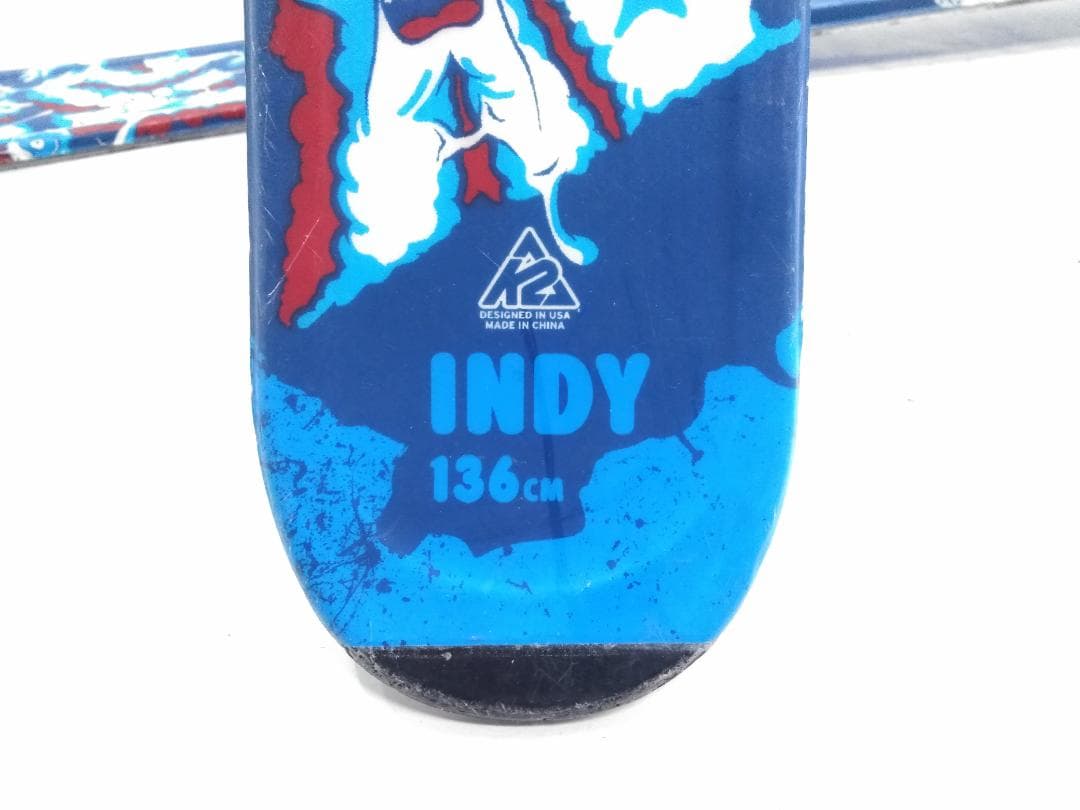 K2
DESIGNED IN USA
MADE IN CHINA
INDY
136CM